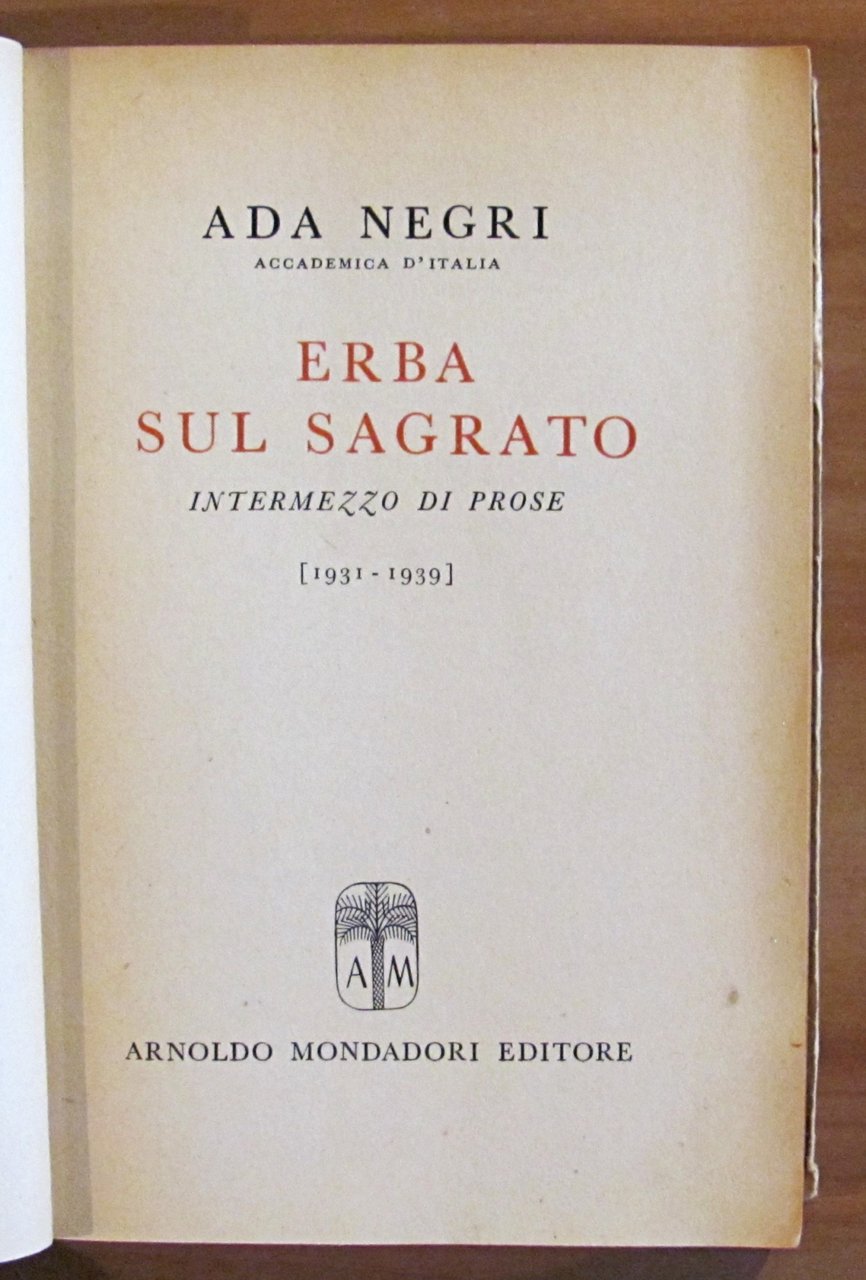 ADA NEGRI
ACCADEMICA D'ITALIA
ERBA
SUL SAGRATO
INTERMEZZO DI PROSE
[1931-1939]
A M
ARNOLDO MONDADORI EDITORE